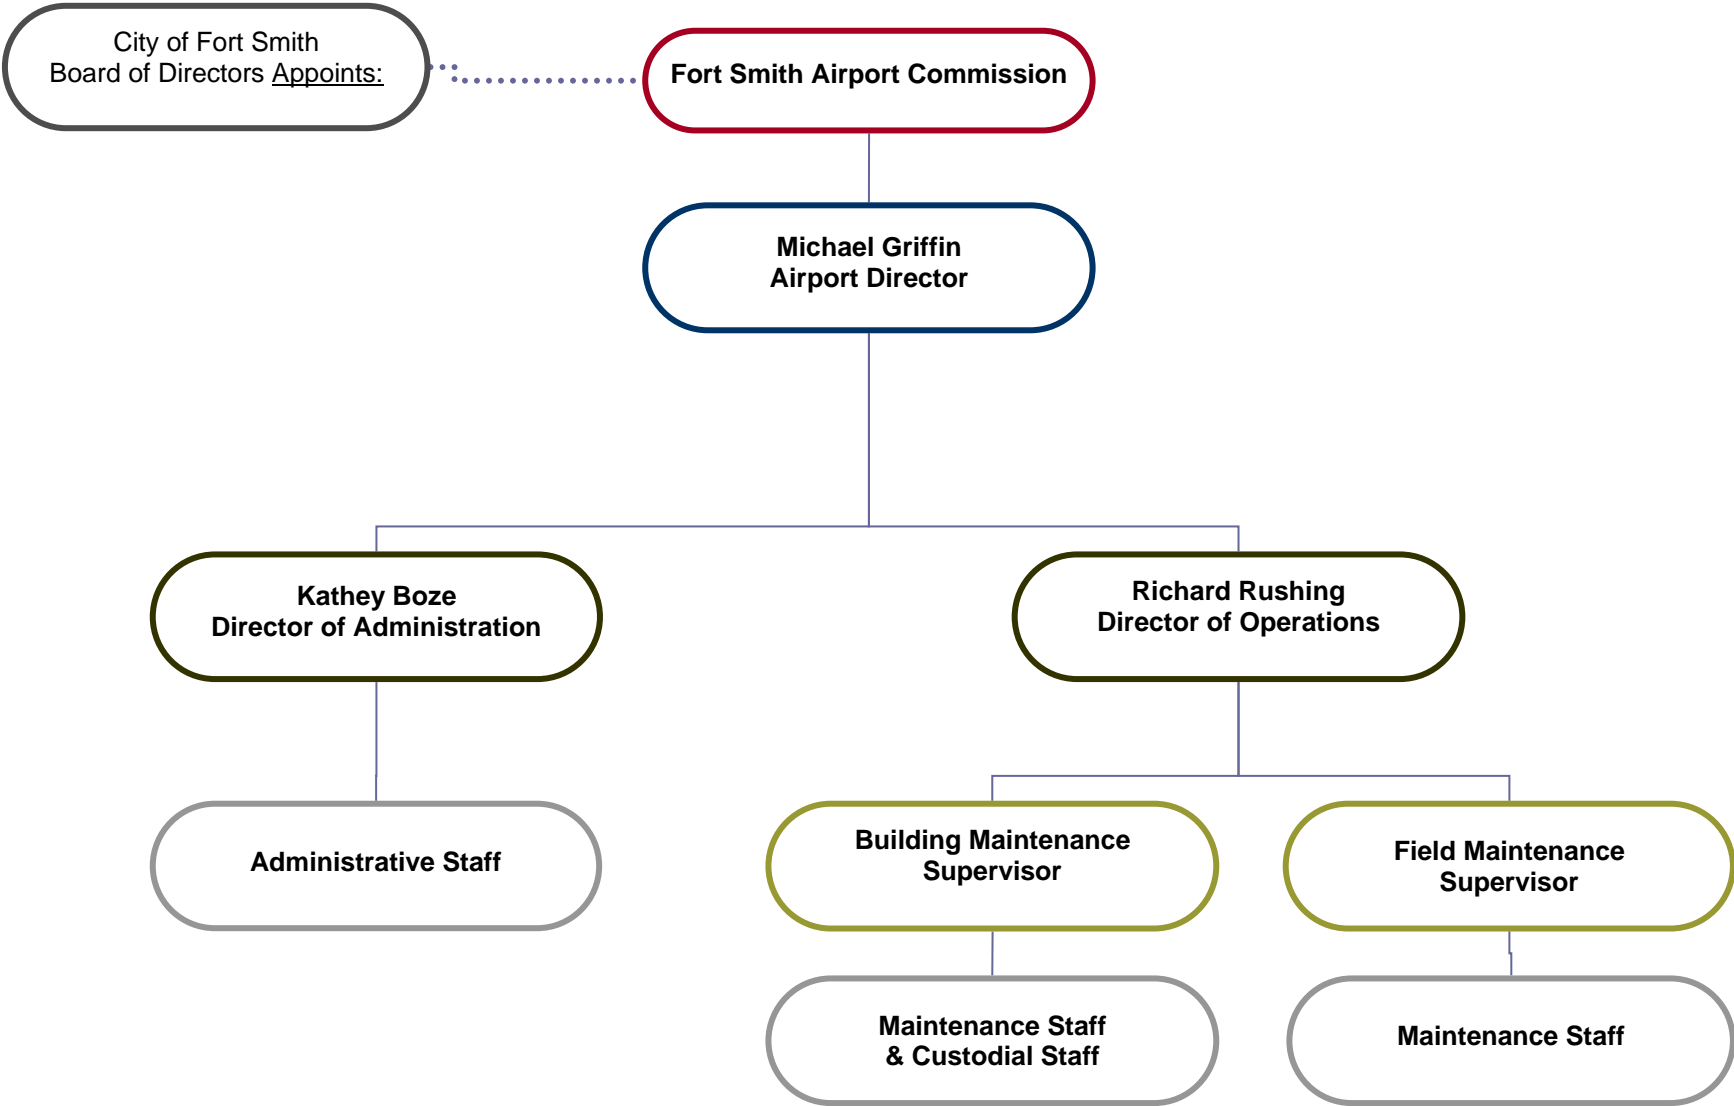 City of Fort Smith
Board of Directors Appoints:
Fort Smith Airport Commission
Michael Griffin
Airport Director
Kathey Boze
Director of Administration
Richard Rushing
Director of Operations
Administrative Staff
Building Maintenance
Supervisor
Field Maintenance
Supervisor
Maintenance Staff
& Custodial Staff
Maintenance Staff